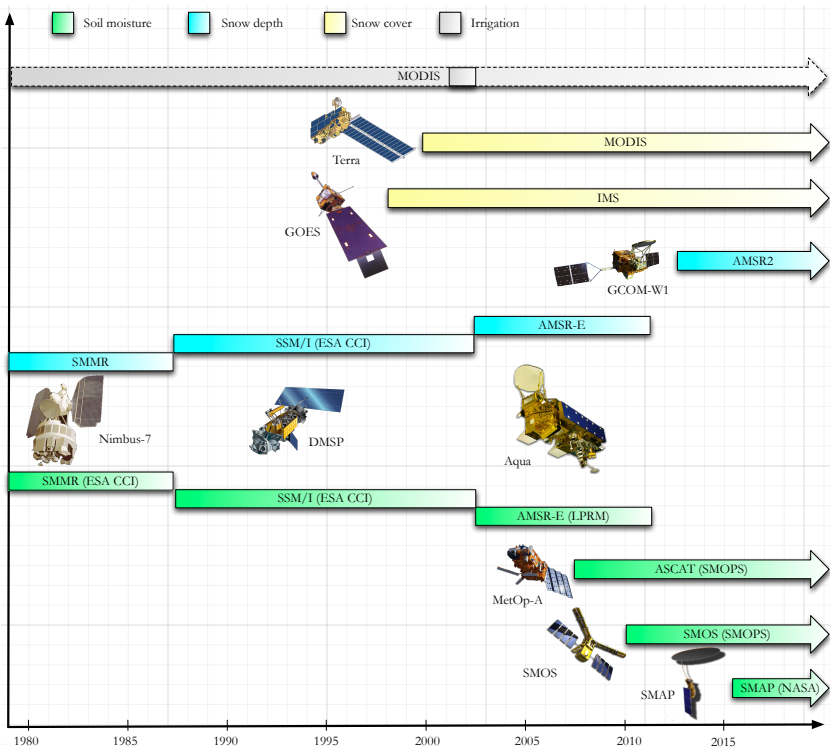 Soil moisture
Snow depth
Snow cover
Irrigation
MODIS
Terra
MODIS
GOES
IMS
GCOM-W1
AMSR2
AMSR-E
SSM/I (ESA CCI)
SMMR
Nimbus-7
DMSP
Aqua
SMMR (ESA CCI)
SSM/I (ESA CCI)
AMSR-E (LPRM)
MetOp-A
ASCAT (SMOPS)
SMOS
SMOS (SMOPS)
SMAP
SMAP (NASA)
1980 1985 1990 1995 2000 2005 2010 2015